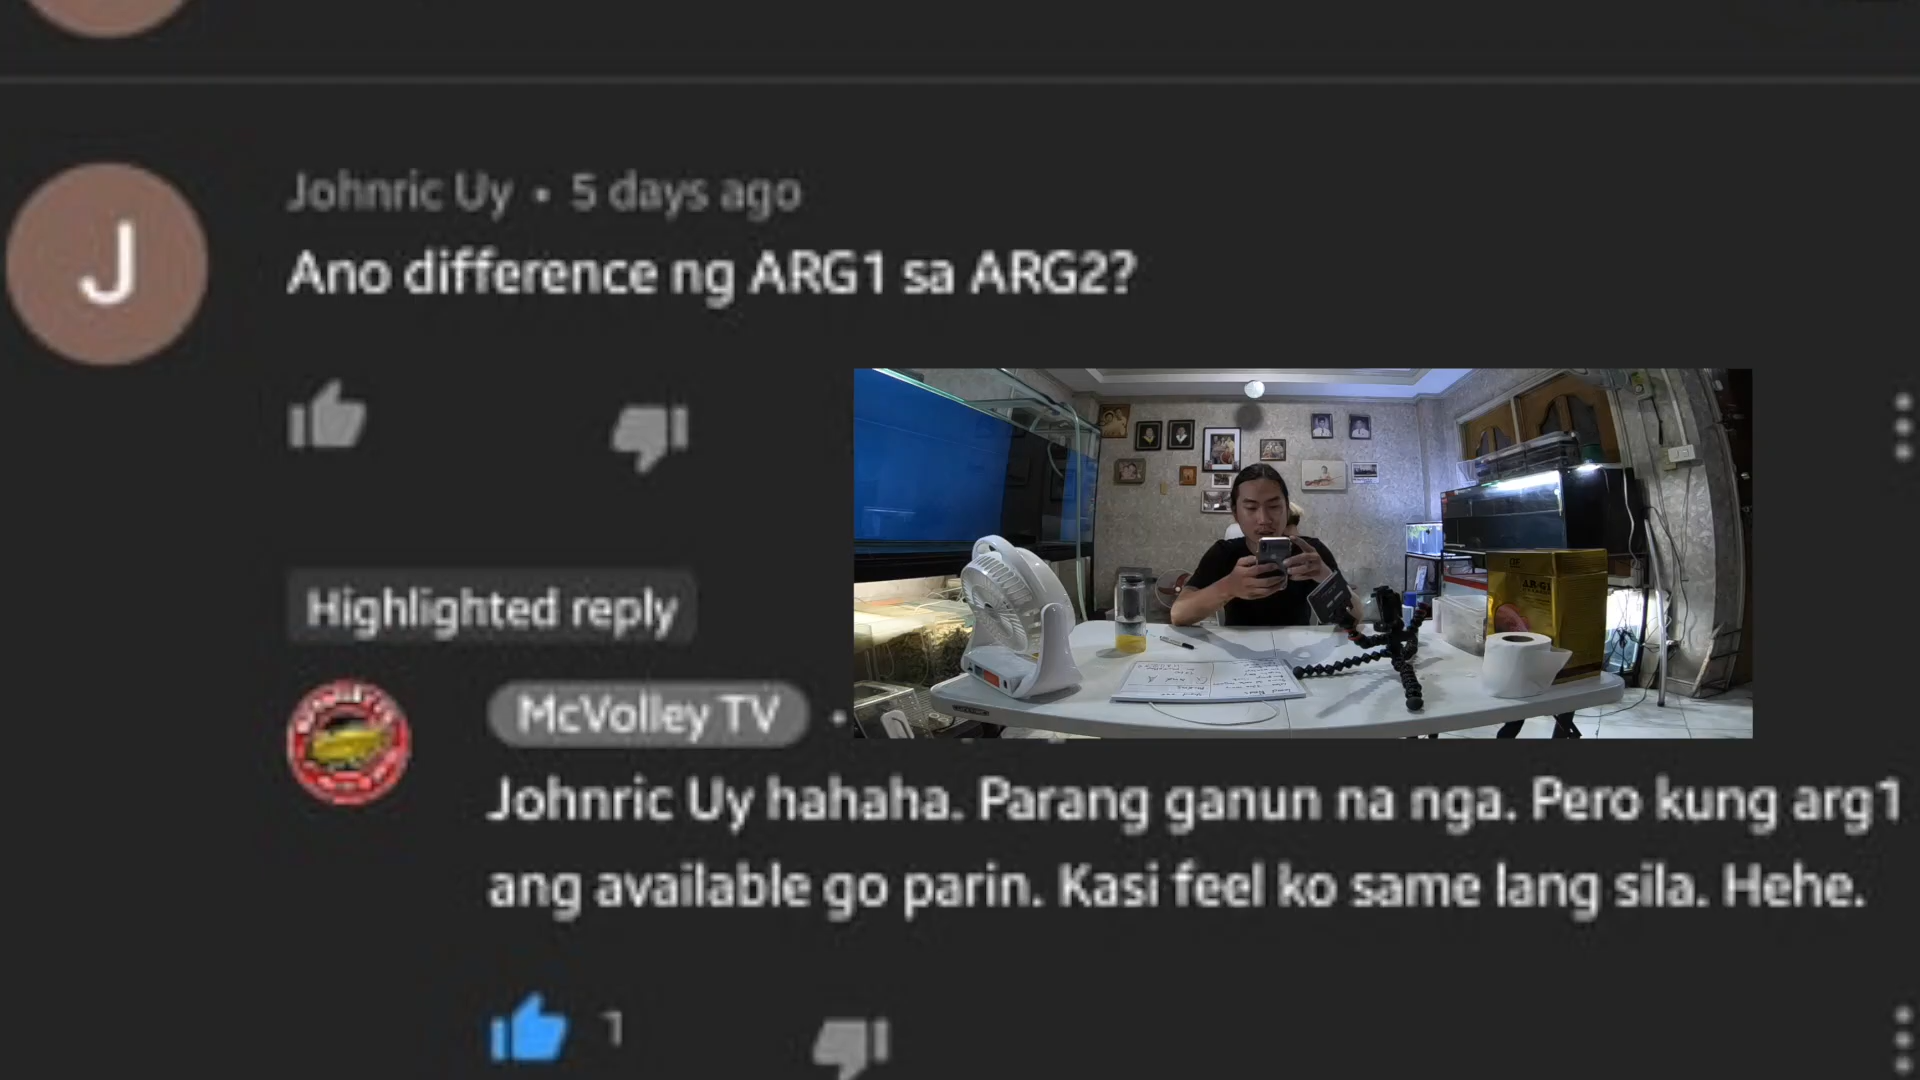 J
Johnric Uy • 5 days ago
Ano difference ng ARG1 sa ARG2?
Highlighted reply
McVolley TV •
Johnric Uy hahaha. Parang ganun na nga. Pero kung arg1
ang available go parin. Kasi feel ko same lang sila. Hehe.
1